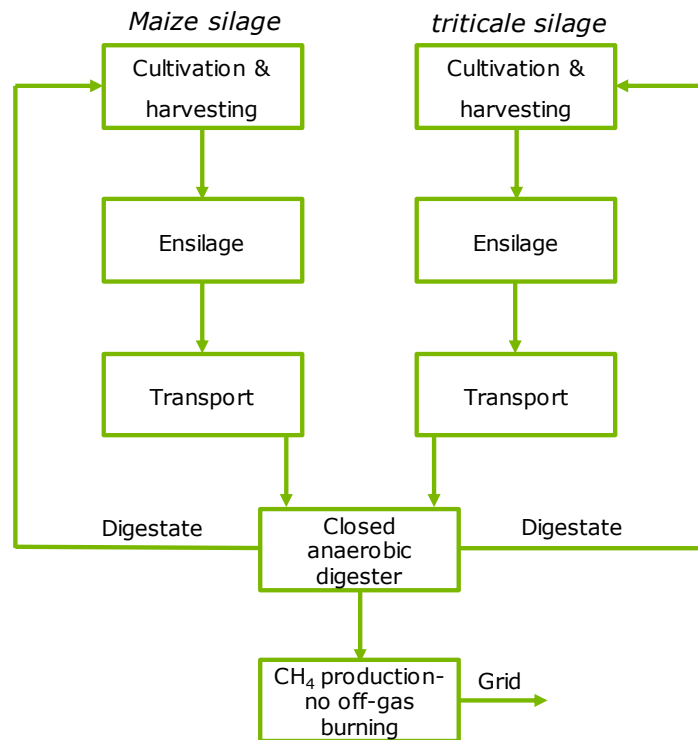 Maize silage
triticale silage
Cultivation &
harvesting
Cultivation &
harvesting
Ensilage
Ensilage
Transport
Transport
Digestate
Closed
anaerobic
digester
Digestate
CH₄ production-
no off-gas
burning
Grid